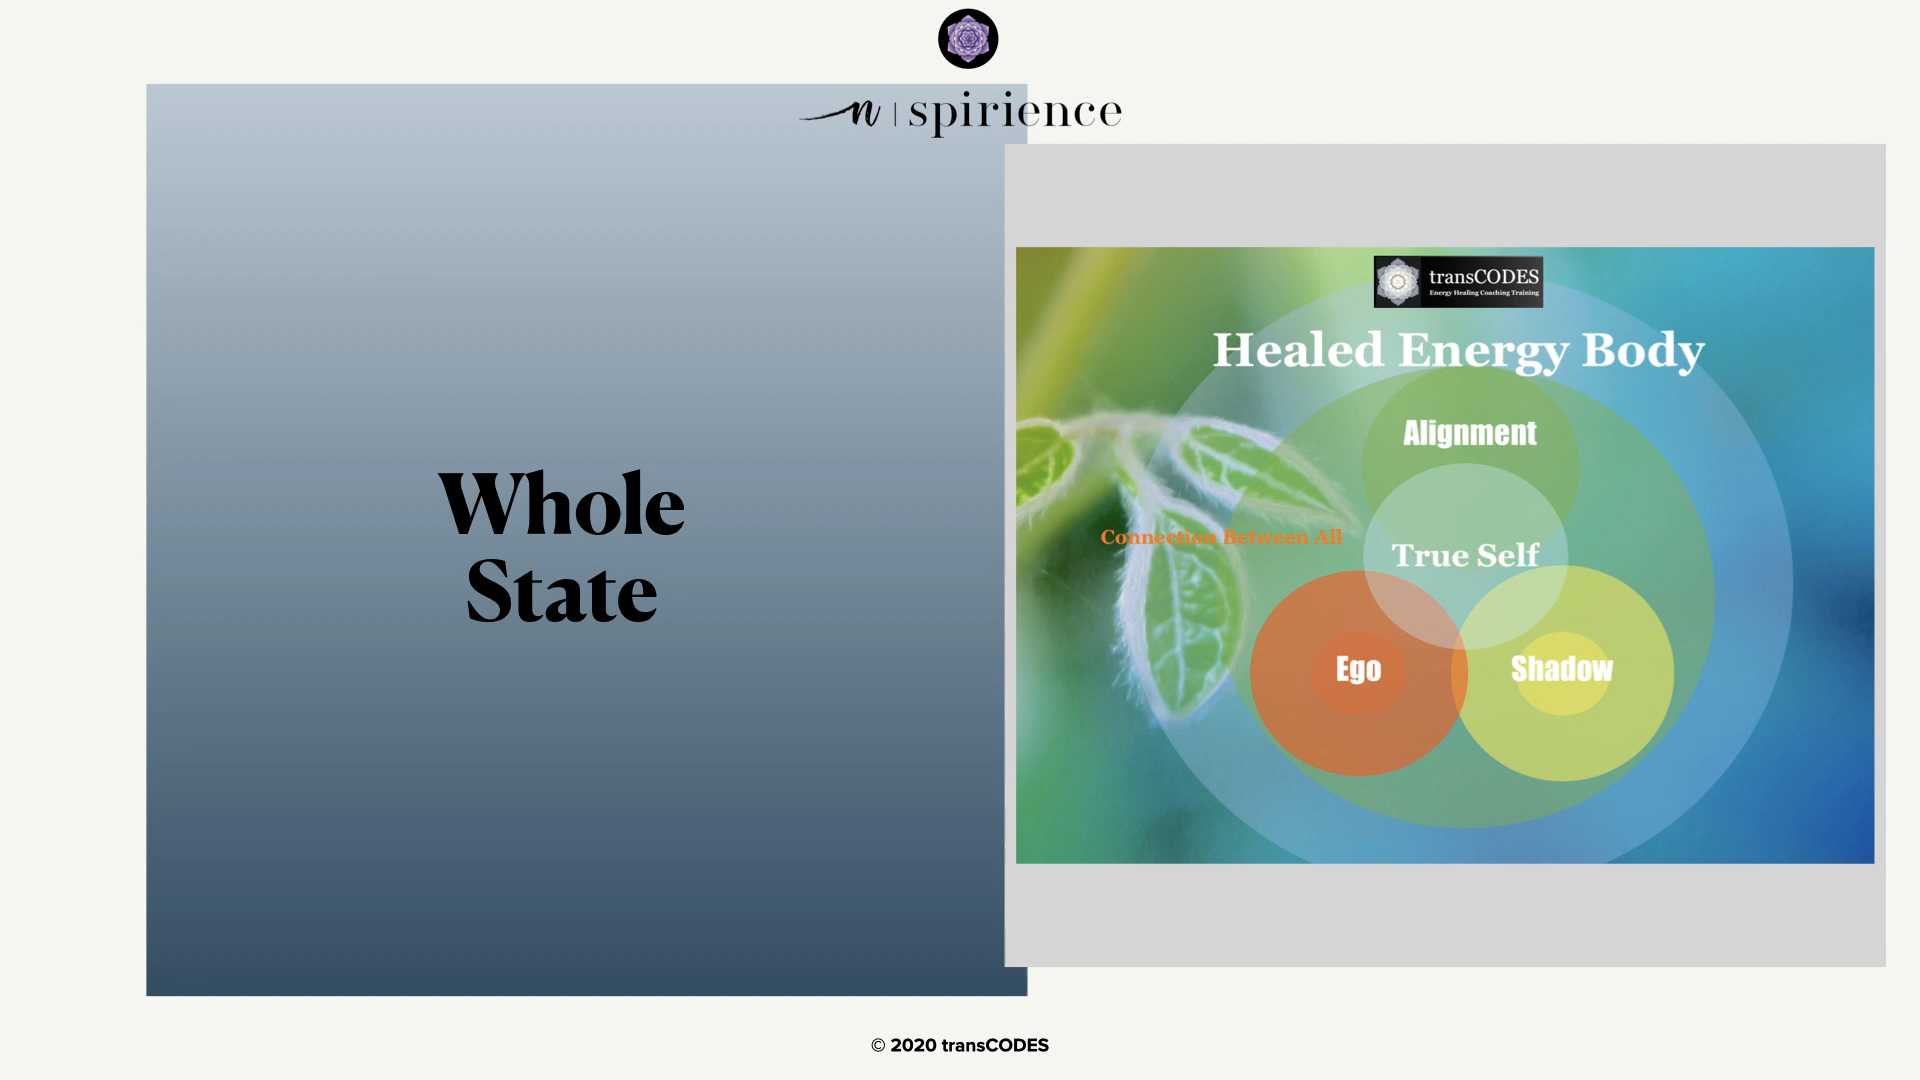 n | spirience
Whole
State
transCODES
Energy Healing Coaching Training
Healed Energy Body
Alignment
Connection Between All
True Self
Ego
Shadow
© 2020 transCODES